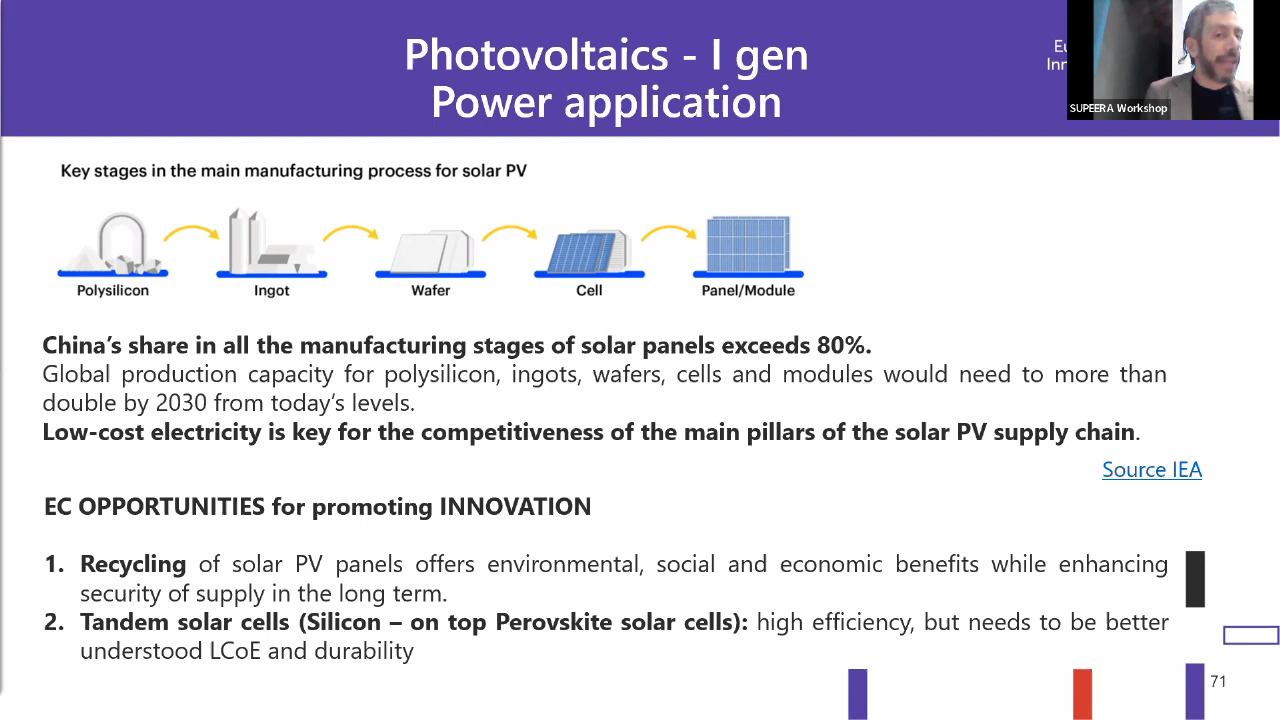 Photovoltaics - I gen
Power application
Eu
Inn
SUPEERA Workshop
Key stages in the main manufacturing process for solar PV
Polysilicon
Ingot
Wafer
Cell
Panel/Module
China's share in all the manufacturing stages of solar panels exceeds 80%.
Global production capacity for polysilicon, ingots, wafers, cells and modules would need to more than
double by 2030 from today's levels.
Low-cost electricity is key for the competitiveness of the main pillars of the solar PV supply chain.
Source IEA
EC OPPORTUNITIES for promoting INNOVATION
1. Recycling of solar PV panels offers environmental, social and economic benefits while enhancing
security of supply in the long term.
2. Tandem solar cells (Silicon – on top Perovskite solar cells): high efficiency, but needs to be better
understood LCoE and durability
71